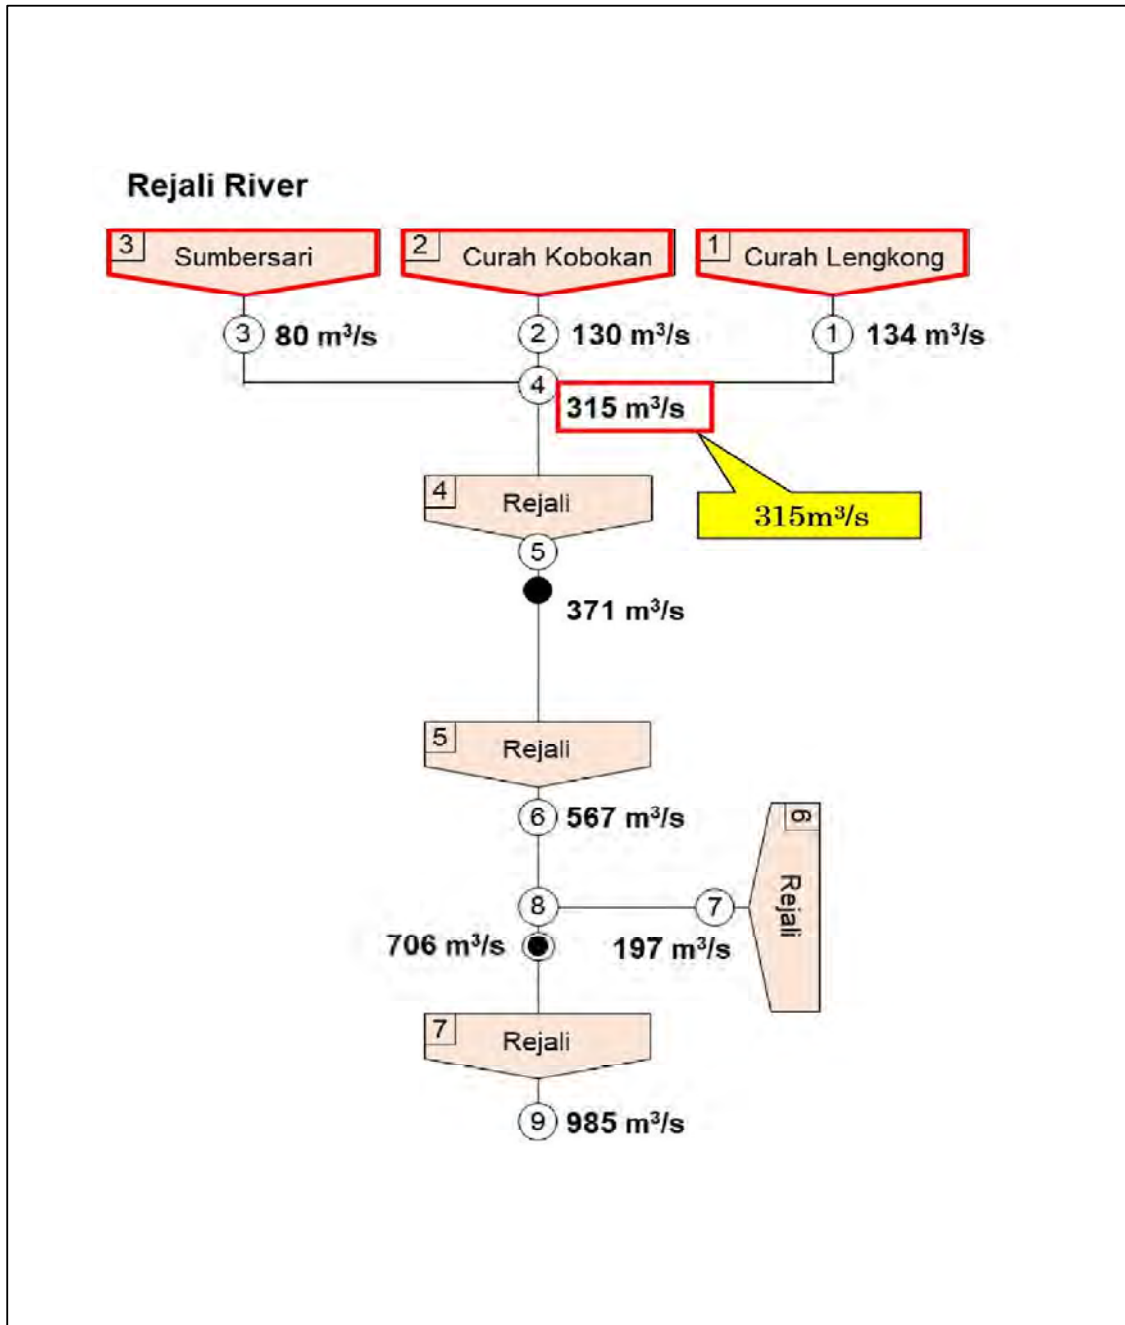 Rejali River
3 Sumbersari
2 Curah Kobokan
1 Curah Lengkong
3 80 m³/s
2 130 m³/s
1 134 m³/s
4
315 m³/s
4 Rejali
315m³/s
5
371 m³/s
5 Rejali
6 567 m³/s
6 Rejali
8
7
706 m³/s
197 m³/s
7 Rejali
9 985 m³/s